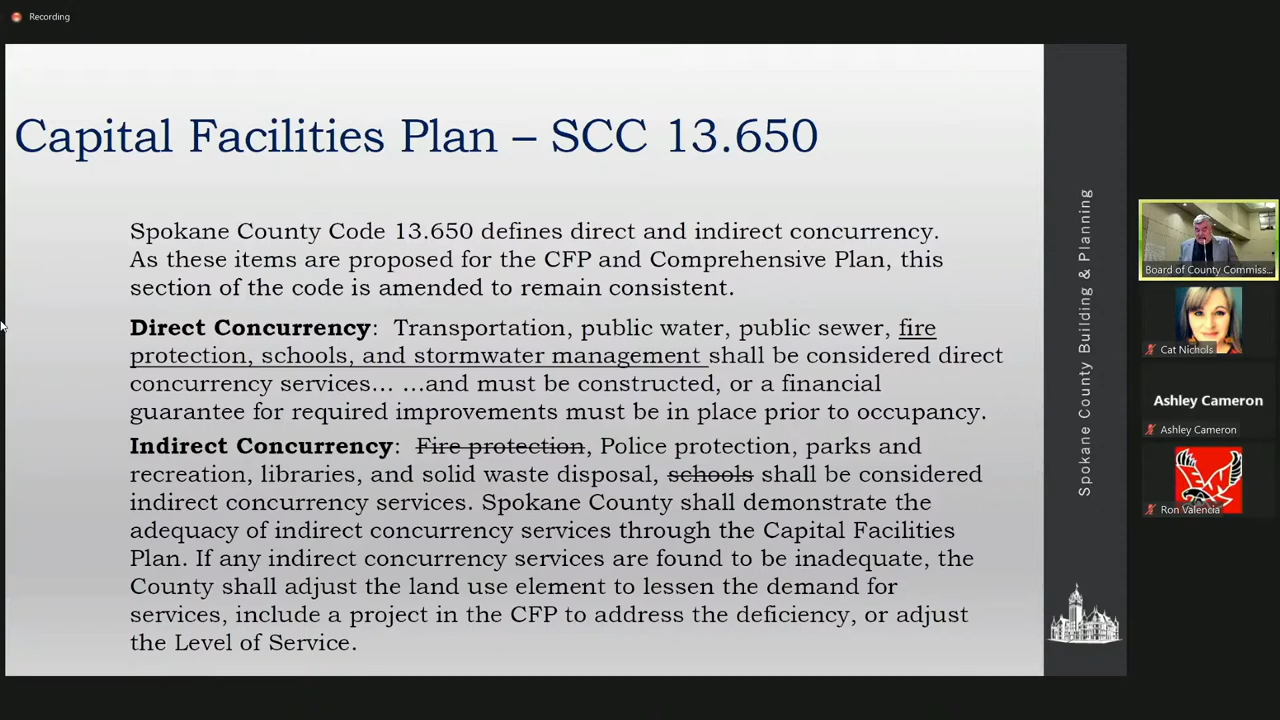 Recording
Capital Facilities Plan – SCC 13.650
Spokane County Code 13.650 defines direct and indirect concurrency.
As these items are proposed for the CFP and Comprehensive Plan, this
section of the code is amended to remain consistent.
Direct Concurrency: Transportation, public water, public sewer, fire
protection, schools, and stormwater management shall be considered direct
concurrency services... ...and must be constructed, or a financial
guarantee for required improvements must be in place prior to occupancy.
Indirect Concurrency: Fire protection, Police protection, parks and
recreation, libraries, and solid waste disposal, schools shall be considered
indirect concurrency services. Spokane County shall demonstrate the
adequacy of indirect concurrency services through the Capital Facilities
Plan. If any indirect concurrency services are found to be inadequate, the
County shall adjust the land use element to lessen the demand for
services, include a project in the CFP to address the deficiency, or adjust
the Level of Service.
Spokane County Building & Planning
Board of County Commiss...
Cat Nichols
Ashley Cameron
Ashley Cameron
Ron Valencia